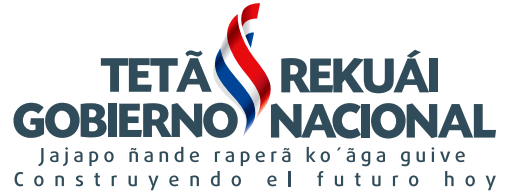 TETÃ REKUÁI
GOBIERNO NACIONAL
Jajapo ñande raperã ko´ãga guive
Construyendo el futuro hoy